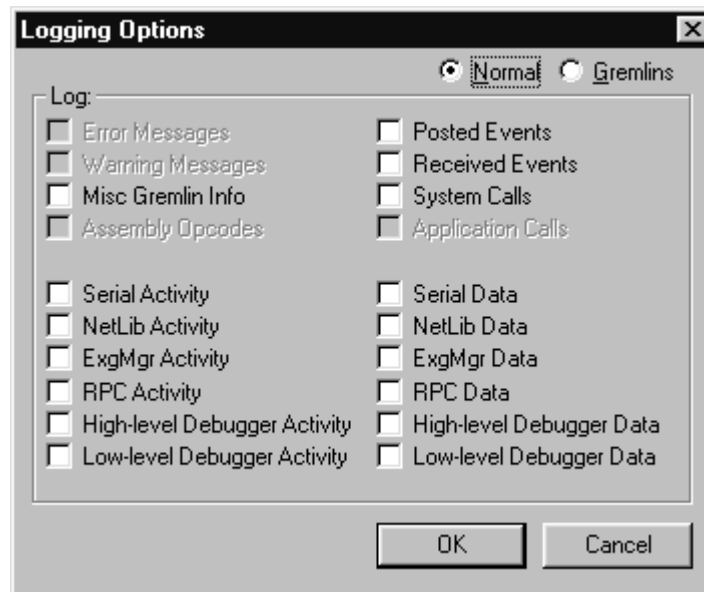 Logging Options
Normal Gremlins
Log:
Error Messages Posted Events
Warning Messages Received Events
Misc Gremlin Info System Calls
Assembly Opcodes Application Calls
Serial Activity Serial Data
NetLib Activity NetLib Data
ExgMgr Activity ExgMgr Data
RPC Activity RPC Data
High-level Debugger Activity High-level Debugger Data
Low-level Debugger Activity Low-level Debugger Data
OK Cancel